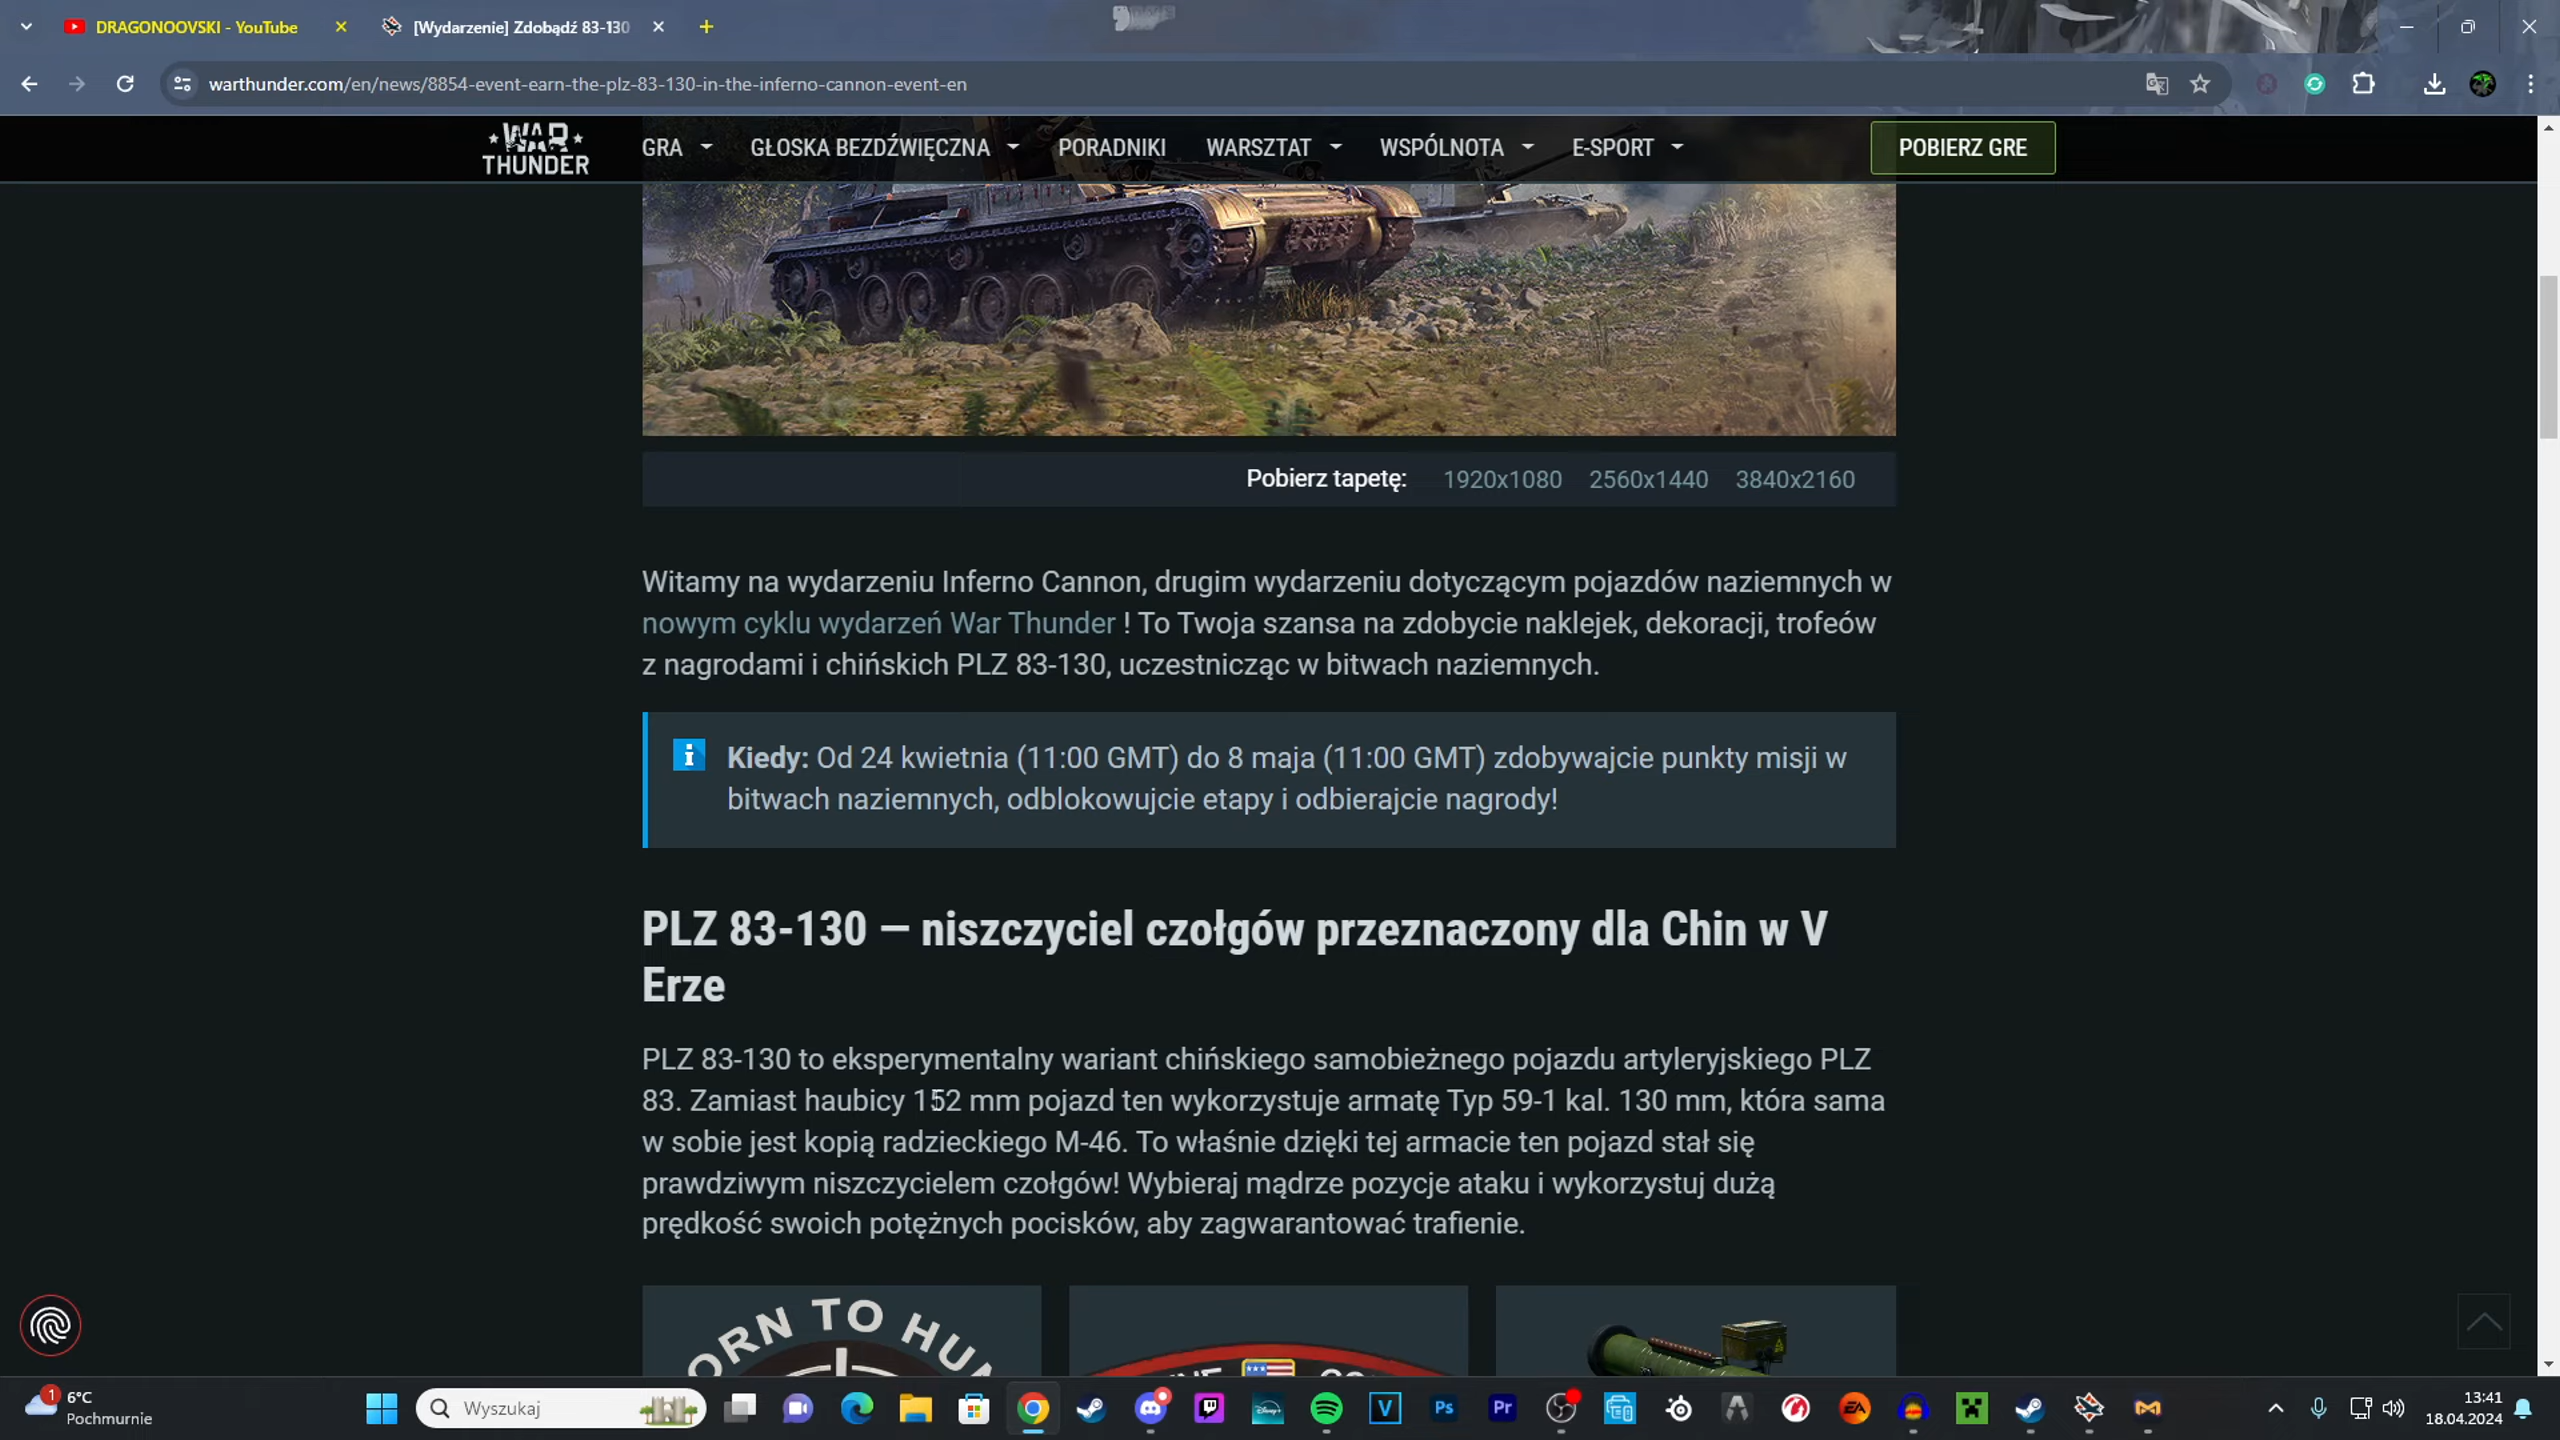 DRAGONOOVSKI - YouTube
[Wydarzenie] Zdobądź 83-130
warthunder.com/en/news/8854-event-earn-the-plz-83-130-in-the-inferno-cannon-event-en
WAR THUNDER
GRA
GŁOSKA BEZDŹWIĘCZNA
PORADNIKI
WARSZTAT
WSPÓLNOTA
E-SPORT
POBIERZ GRE
Pobierz tapetę: 1920x1080 2560x1440 3840x2160
Witamy na wydarzeniu Inferno Cannon, drugim wydarzeniu dotyczącym pojazdów naziemnych w
nowym cyklu wydarzeń War Thunder ! To Twoja szansa na zdobycie naklejek, dekoracji, trofeów
z nagrodami i chińskich PLZ 83-130, uczestnicząc w bitwach naziemnych.
Kiedy: Od 24 kwietnia (11:00 GMT) do 8 maja (11:00 GMT) zdobywajcie punkty misji w
bitwach naziemnych, odblokowujcie etapy i odbierajcie nagrody!
PLZ 83-130 — niszczyciel czołgów przeznaczony dla Chin w V
Erze
PLZ 83-130 to eksperymentalny wariant chińskiego samobieżnego pojazdu artyleryjskiego PLZ
83. Zamiast haubicy 152 mm pojazd ten wykorzystuje armatę Typ 59-1 kal. 130 mm, która sama
w sobie jest kopią radzieckiego M-46. To właśnie dzięki tej armacie ten pojazd stał się
prawdziwym niszczycielem czołgów! Wybieraj mądrze pozycje ataku i wykorzystuj dużą
prędkość swoich potężnych pocisków, aby zagwarantować trafienie.
ORN TO HUN
1
6°C
Pochmurnie
Wyszukaj
Disney+
V
Ps
Pr
EA
13:41
18.04.2024